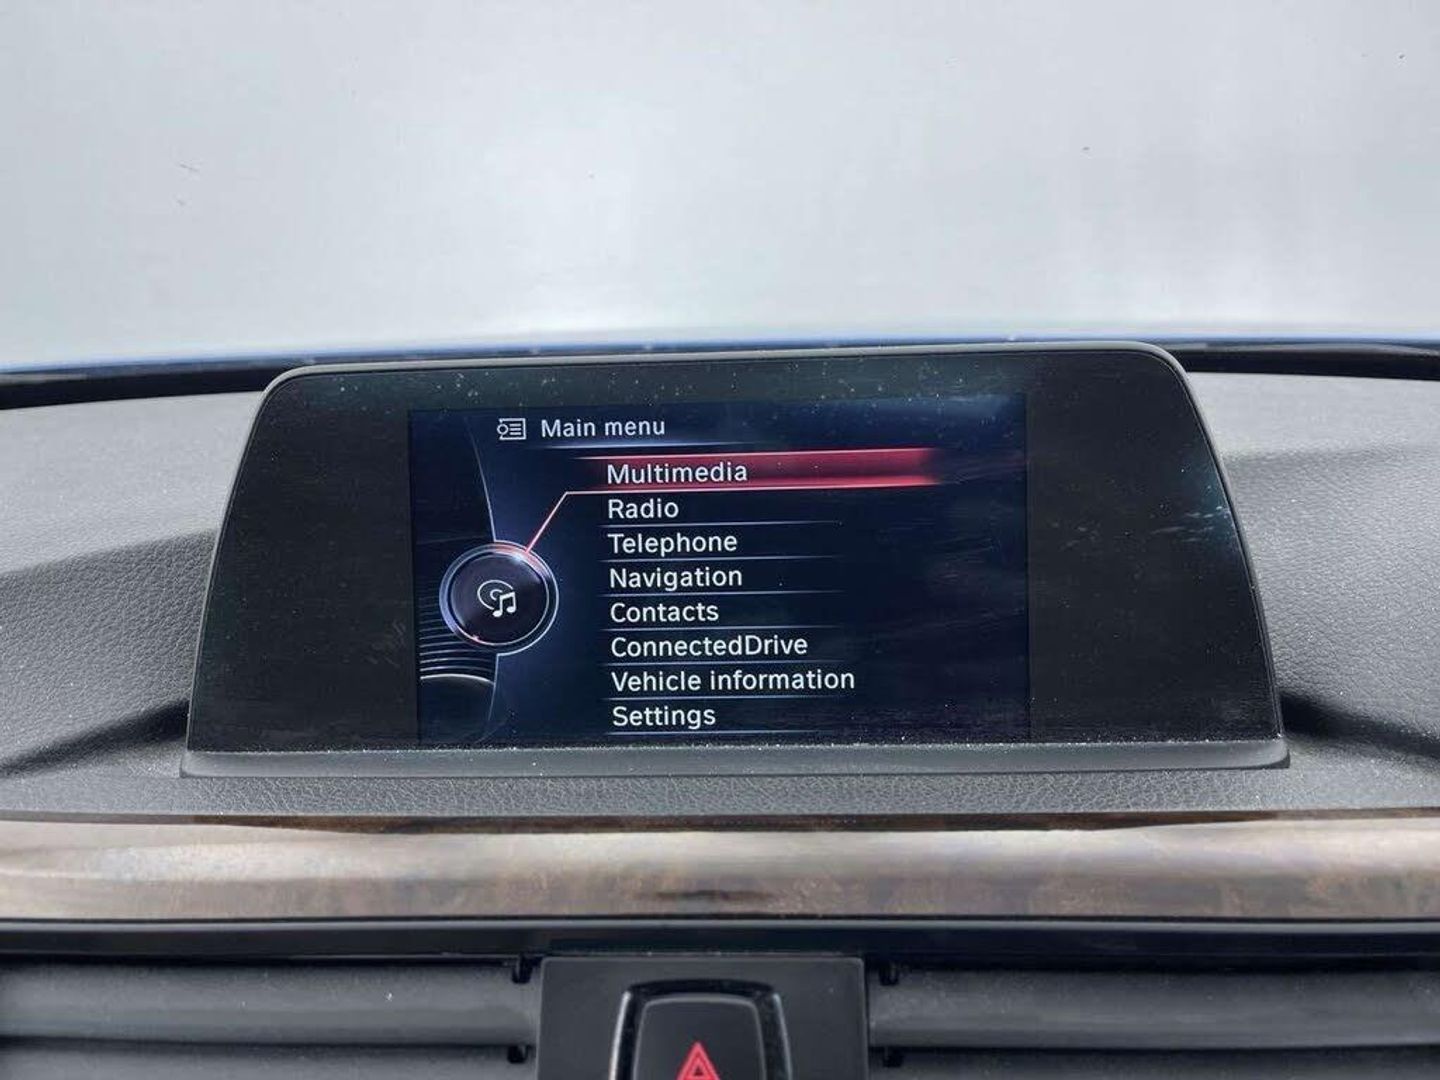 Main menu
Multimedia
Radio
Telephone
Navigation
Contacts
ConnectedDrive
Vehicle information
Settings